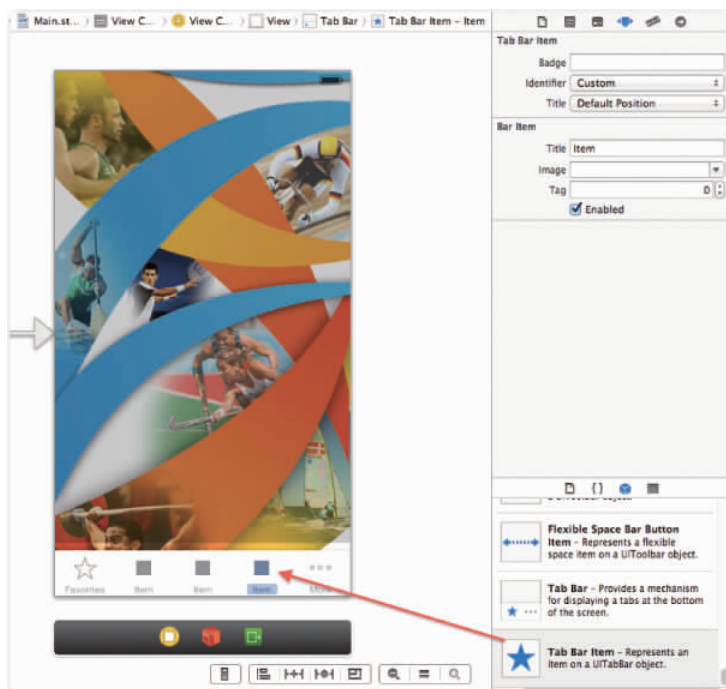 Main.st... View C... View C... View Tab Bar Tab Bar Item – Item
Tab Bar Item
Badge
Identifier Custom
Title Default Position
Bar Item
Title Item
Image
Tag 0
Enabled
Favorites Item Item Item More
Flexible Space Bar Button
Item – Represents a flexible
space item on a UIToolbar object.
Tab Bar – Provides a mechanism
for displaying a tabs at the bottom
of the screen.
Tab Bar Item – Represents an
item on a UITabBar object.